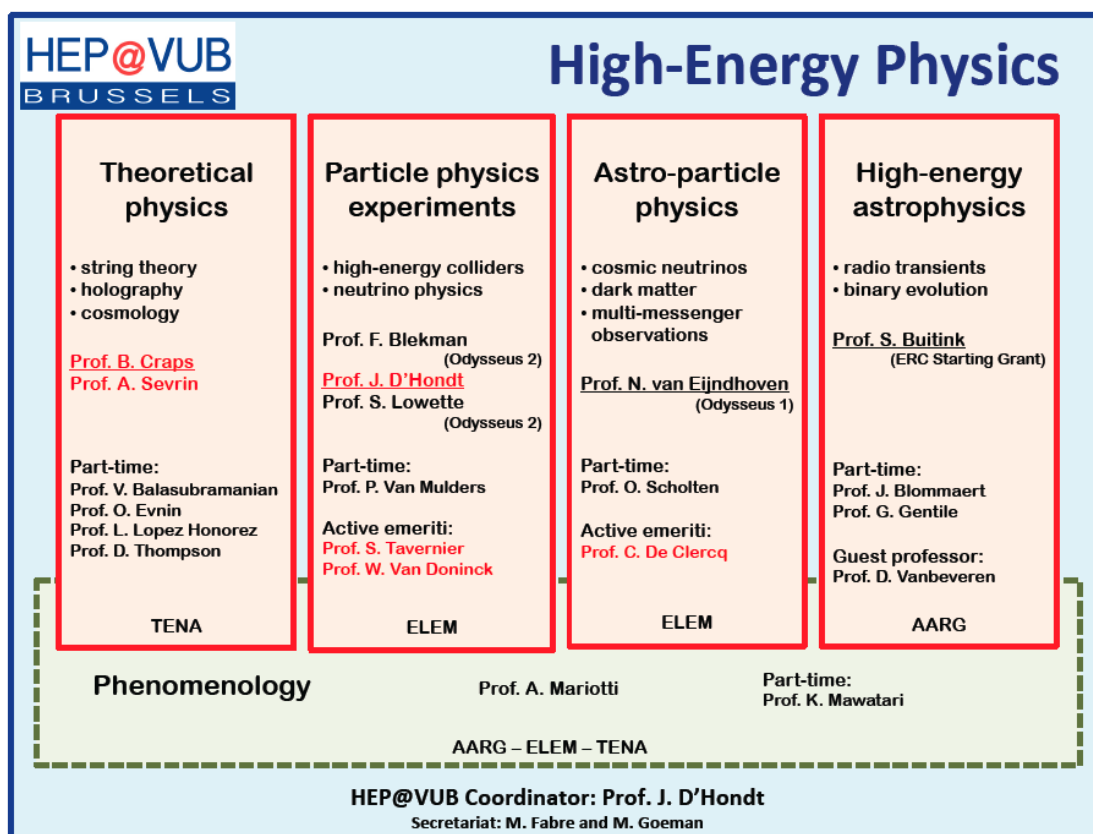 HEP@VUB
BRUSSELS
High-Energy Physics
Theoretical
physics
• string theory
• holography
• cosmology
Prof. B. Craps
Prof. A. Sevrin
Part-time:
Prof. V. Balasubramanian
Prof. O. Evnin
Prof. L. Lopez Honorez
Prof. D. Thompson
TENA
Particle physics
experiments
• high-energy colliders
• neutrino physics
Prof. F. Blekman
(Odysseus 2)
Prof. J. D'Hondt
Prof. S. Lowette
(Odysseus 2)
Part-time:
Prof. P. Van Mulders
Active emeriti:
Prof. S. Tavernier
Prof. W. Van Doninck
ELEM
Astro-particle
physics
• cosmic neutrinos
• dark matter
• multi-messenger
observations
Prof. N. van Eijndhoven
(Odysseus 1)
Part-time:
Prof. O. Scholten
Active emeriti:
Prof. C. De Clercq
ELEM
High-energy
astrophysics
• radio transients
• binary evolution
Prof. S. Buitink
(ERC Starting Grant)
Part-time:
Prof. J. Blommaert
Prof. G. Gentile
Guest professor:
Prof. D. Vanbeveren
AARG
Phenomenology
Prof. A. Mariotti
Part-time:
Prof. K. Mawatari
AARG – ELEM – TENA
HEP@VUB Coordinator: Prof. J. D'Hondt
Secretariat: M. Fabre and M. Goeman